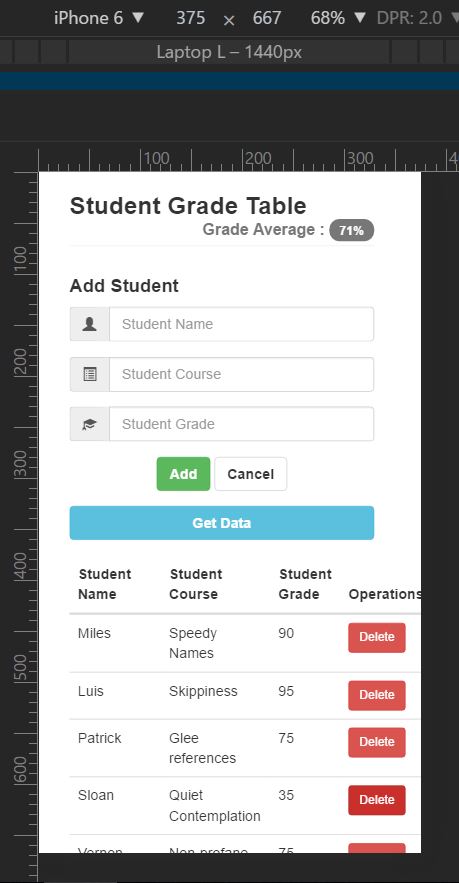 iPhone 6 ▼ 375 × 667 68% ▼ DPR: 2.0 ▼
Laptop L – 1440px
100 200 300 4
100
200
300
400
500
600
Student Grade Table
Grade Average : 71%
Add Student
Student Name
Student Course
Student Grade
Add Cancel
Get Data
Student Name Student Course Student Grade Operations
Miles Speedy Names 90 Delete
Luis Skippiness 95 Delete
Patrick Glee references 75 Delete
Sloan Quiet Contemplation 35 Delete
Vernon Non-profane 75